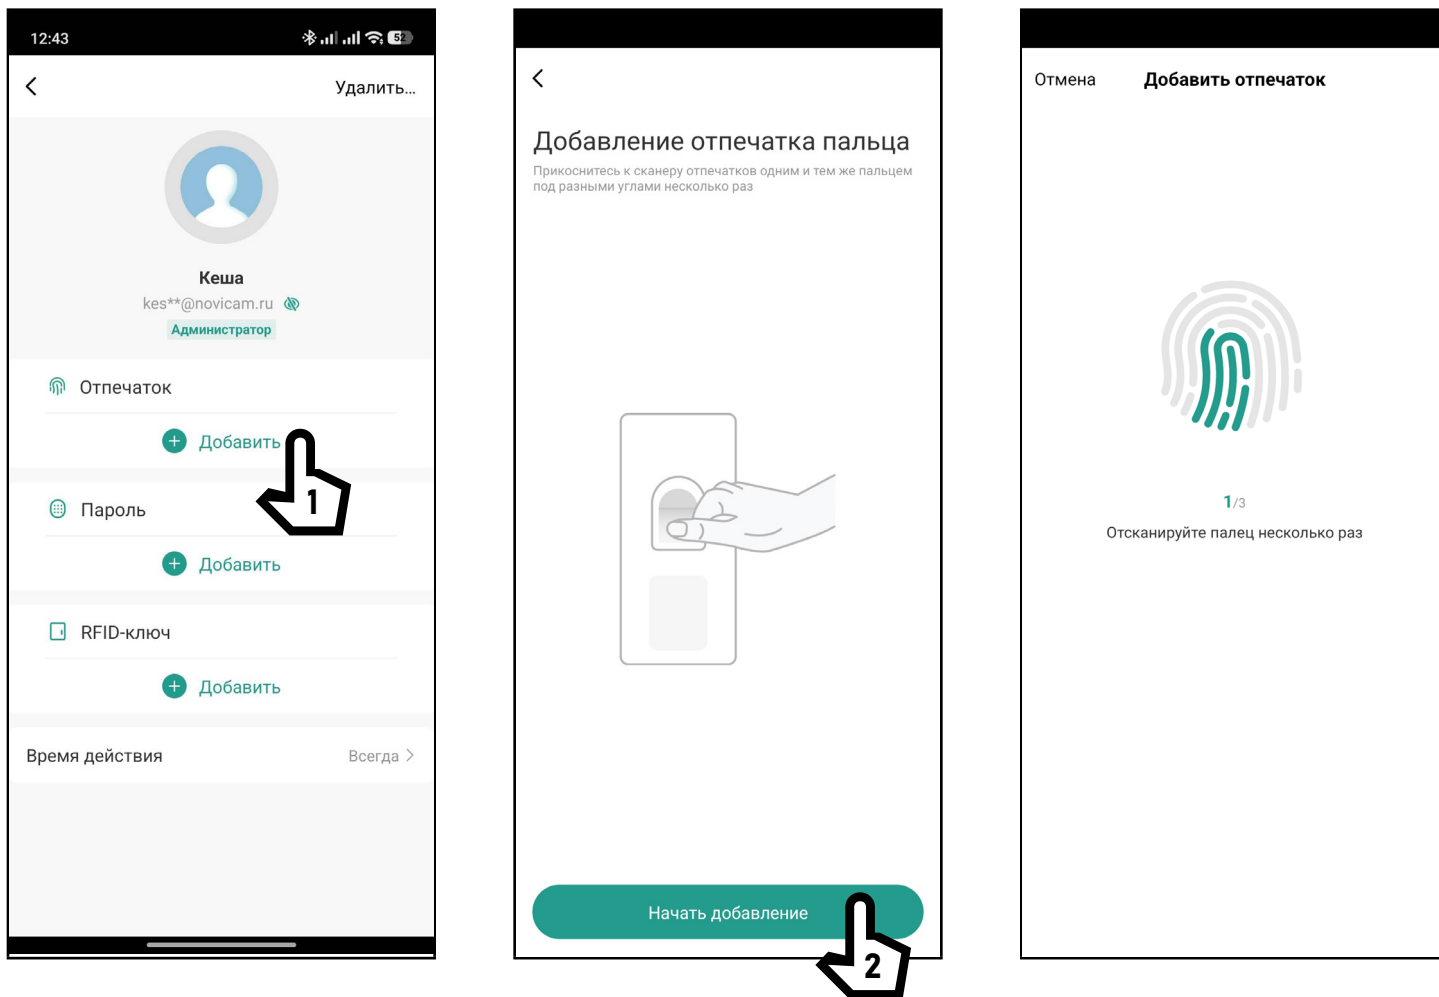 12:43
52
Удалить...
Кеша
kes**@novicam.ru
Администратор
Отпечаток
Добавить
1
Пароль
Добавить
RFID-ключ
Добавить
Время действия
Всегда
Добавление отпечатка пальца
Прикоснитесь к сканеру отпечатков одним и тем же пальцем
под разными углами несколько раз
Начать добавление
2
Отмена
Добавить отпечаток
1/3
Отсканируйте палец несколько раз